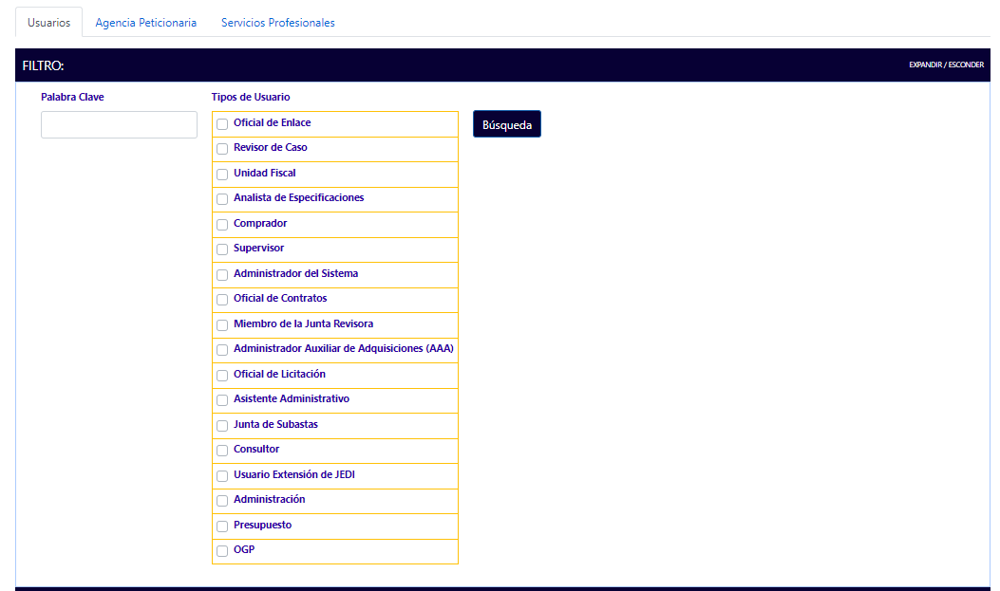 Usuarios
Agencia Peticionaria
Servicios Profesionales
FILTRO:
EXPANDIR / ESCONDER
Palabra Clave
Tipos de Usuario
Oficial de Enlace
Búsqueda
Revisor de Caso
Unidad Fiscal
Analista de Especificaciones
Comprador
Supervisor
Administrador del Sistema
Oficial de Contratos
Miembro de la Junta Revisora
Administrador Auxiliar de Adquisiciones (AAA)
Oficial de Licitación
Asistente Administrativo
Junta de Subastas
Consultor
Usuario Extensión de JEDI
Administración
Presupuesto
OGP